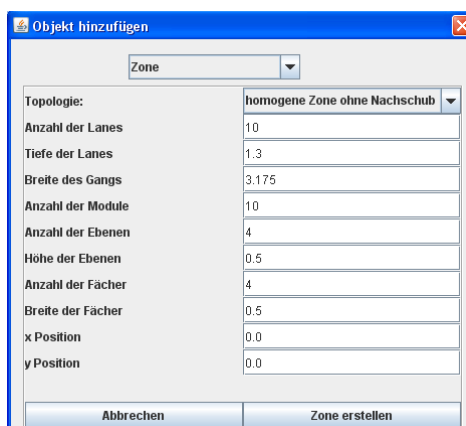 Objekt hinzufügen
Zone
Topologie: homogene Zone ohne Nachschub
Anzahl der Lanes 10
Tiefe der Lanes 1.3
Breite des Gangs 3.175
Anzahl der Module 10
Anzahl der Ebenen 4
Höhe der Ebenen 0.5
Anzahl der Fächer 4
Breite der Fächer 0.5
x Position 0.0
y Position 0.0
Abbrechen Zone erstellen